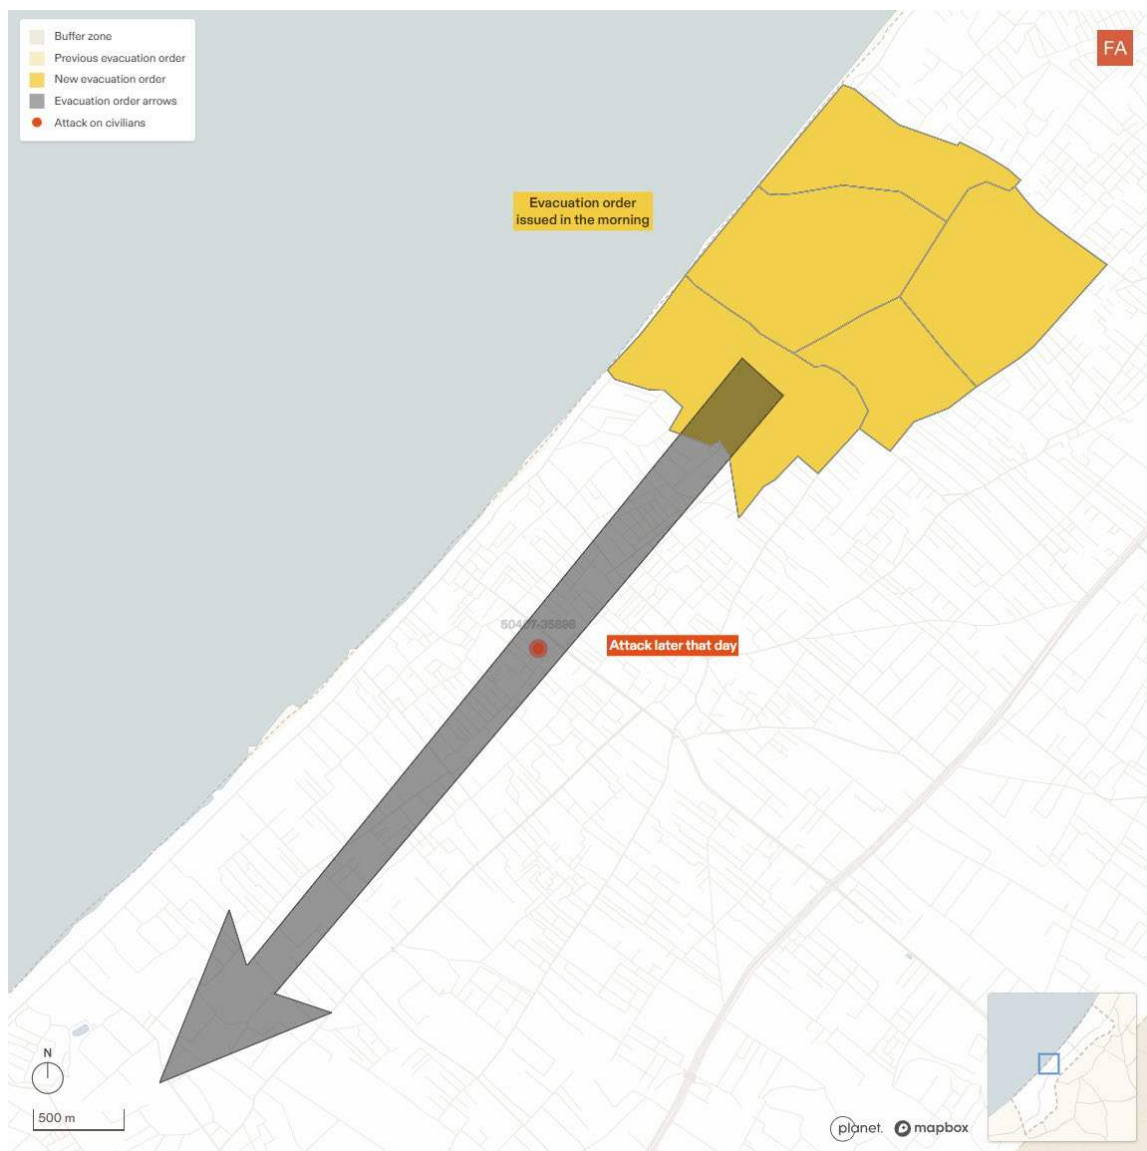 Buffer zone
Previous evacuation order
New evacuation order
Evacuation order arrows
Attack on civilians
FA
Evacuation order
issued in the morning
Attack later that day
N
500 m
planet.
mapbox